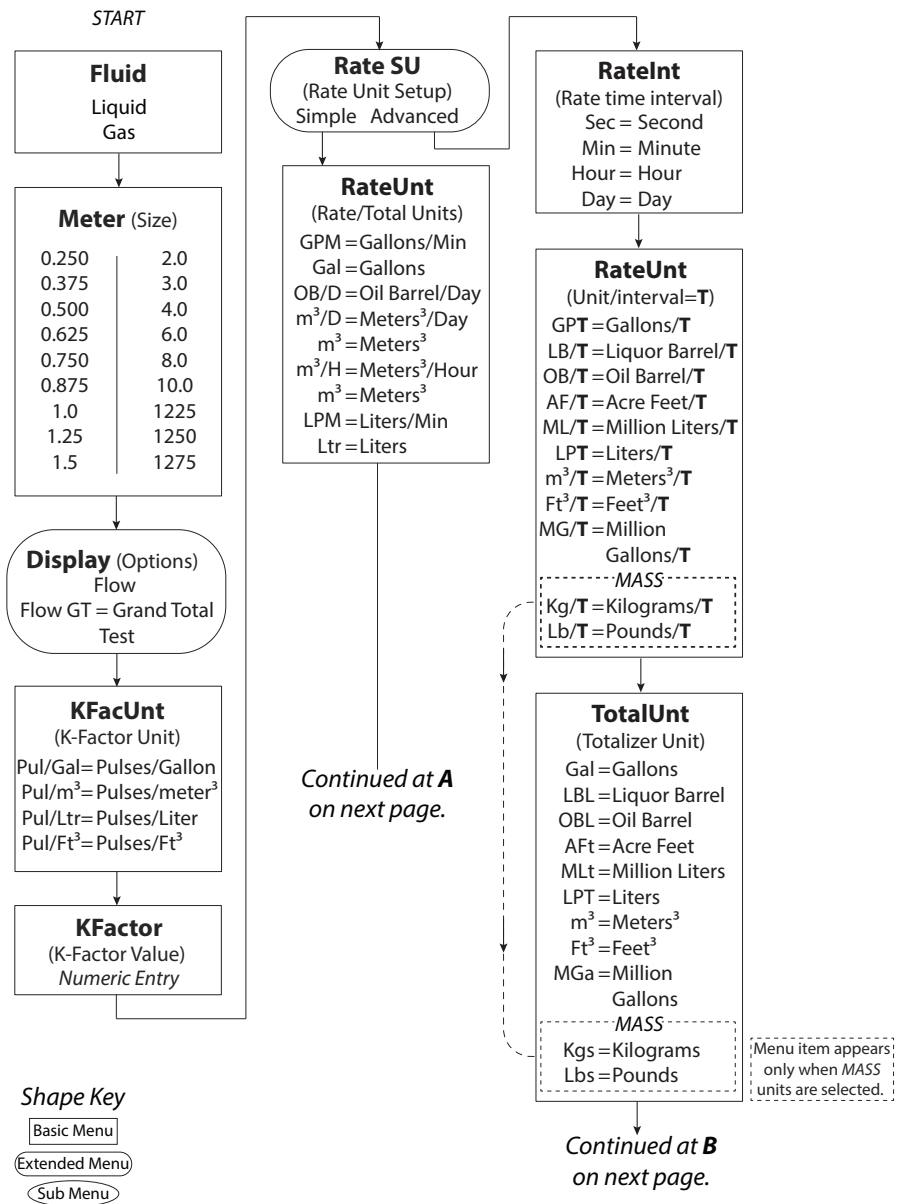 START
Fluid
Liquid
Gas
Meter (Size)
0.250 2.0
0.375 3.0
0.500 4.0
0.625 6.0
0.750 8.0
0.875 10.0
1.0 1225
1.25 1250
1.5 1275
Display (Options)
Flow
Flow GT = Grand Total
Test
KFacUnt
(K-Factor Unit)
Pul/Gal= Pulses/Gallon
Pul/m³= Pulses/meter³
Pul/Ltr= Pulses/Liter
Pul/Ft³= Pulses/Ft³
KFactor
(K-Factor Value)
Numeric Entry
Rate SU
(Rate Unit Setup)
Simple Advanced
RateUnt
(Rate/Total Units)
GPM = Gallons/Min
Gal = Gallons
OB/D = Oil Barrel/Day
m³/D = Meters³/Day
m³ = Meters³
m³/H = Meters³/Hour
m³ = Meters³
LPM = Liters/Min
Ltr = Liters
Continued at A
on next page.
RateInt
(Rate time interval)
Sec = Second
Min = Minute
Hour = Hour
Day = Day
RateUnt
(Unit/interval=T)
GPT = Gallons/T
LB/T = Liquor Barrel/T
OB/T = Oil Barrel/T
AF/T = Acre Feet/T
ML/T = Million Liters/T
LPT = Liters/T
m³/T = Meters³/T
Ft³/T = Feet³/T
MG/T = Million
Gallons/T
MASS
Kg/T = Kilograms/T
Lb/T = Pounds/T
TotalUnt
(Totalizer Unit)
Gal = Gallons
LBL = Liquor Barrel
OBL = Oil Barrel
AFt = Acre Feet
MLt = Million Liters
LPT = Liters
m³ = Meters³
Ft³ = Feet³
MGa = Million
Gallons
MASS
Kgs = Kilograms
Lbs = Pounds
Menu item appears
only when MASS
units are selected.
Continued at B
on next page.
Shape Key
Basic Menu
Extended Menu
Sub Menu